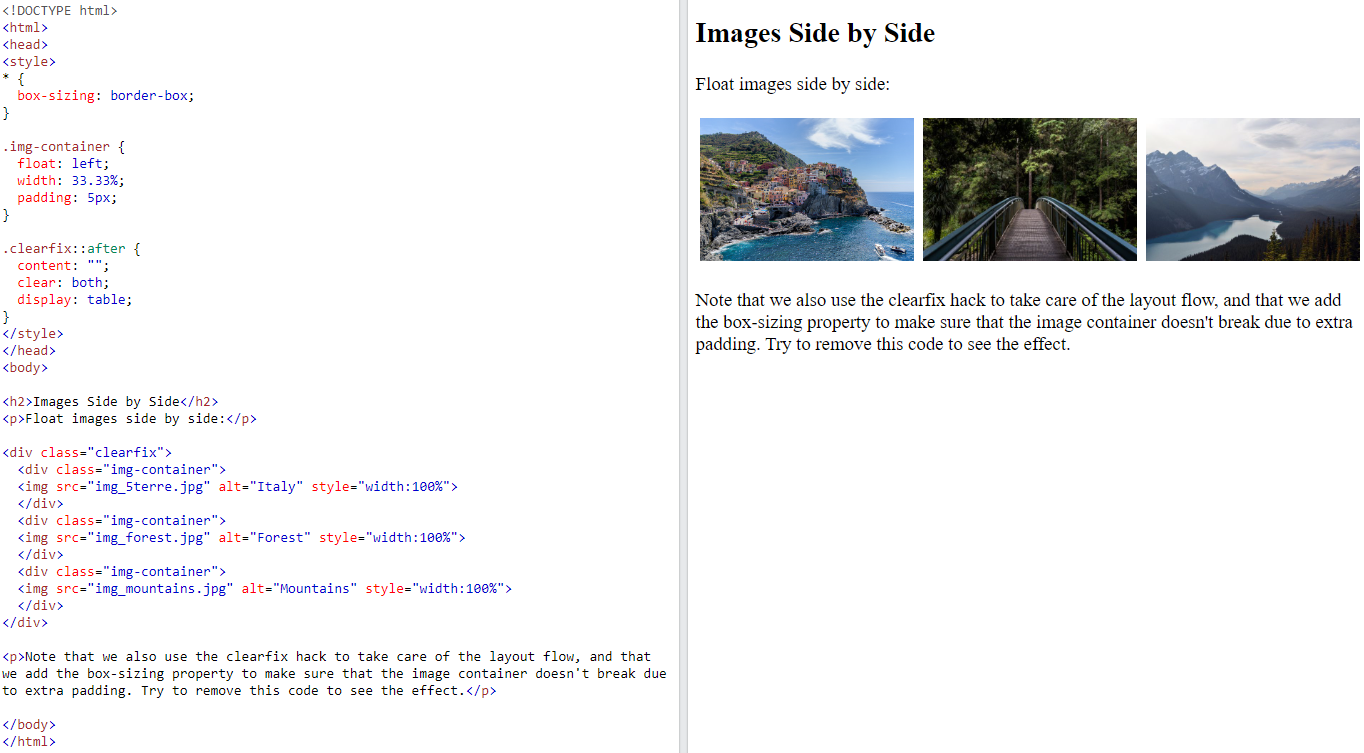 <!DOCTYPE html>
<html>
<head>
<style>
* {
  box-sizing: border-box;
}

.img-container {
  float: left;
  width: 33.33%;
  padding: 5px;
}

.clearfix::after {
  content: "";
  clear: both;
  display: table;
}
</style>
</head>
<body>

<h2>Images Side by Side</h2>
<p>Float images side by side:</p>

<div class="clearfix">
  <div class="img-container">
  <img src="img_5terre.jpg" alt="Italy" style="width:100%">
  </div>
  <div class="img-container">
  <img src="img_forest.jpg" alt="Forest" style="width:100%">
  </div>
  <div class="img-container">
  <img src="img_mountains.jpg" alt="Mountains" style="width:100%">
  </div>
</div>

<p>Note that we also use the clearfix hack to take care of the layout flow, and that
we add the box-sizing property to make sure that the image container doesn't break due
to extra padding. Try to remove this code to see the effect.</p>

</body>
</html>
Images Side by Side
Float images side by side:
Note that we also use the clearfix hack to take care of the layout flow, and that we add
the box-sizing property to make sure that the image container doesn't break due to extra
padding. Try to remove this code to see the effect.